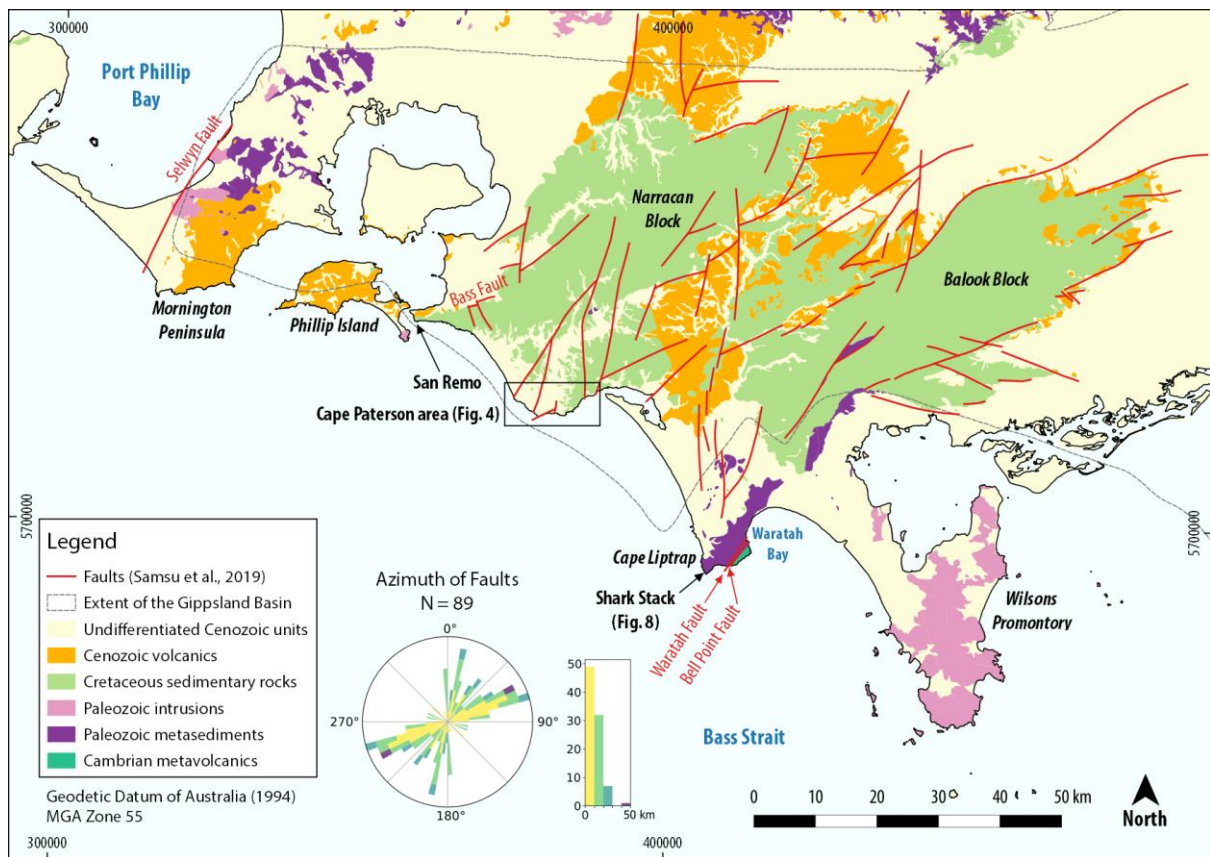 300000
400000
Port Phillip
Bay
Selwyn Fault
Narracan
Block
Balook Block
Bass Fault
Mornington
Peninsula
Phillip Island
San Remo
Cape Paterson area (Fig. 4)
5700000
5700000
Waratah
Bay
Cape Liptrap
Shark Stack
(Fig. 8)
Waratah Fault
Bell Point Fault
Wilsons
Promontory
Bass Strait
Legend
Faults (Samsu et al., 2019)
Extent of the Gippsland Basin
Undifferentiated Cenozoic units
Cenozoic volcanics
Cretaceous sedimentary rocks
Paleozoic intrusions
Paleozoic metasediments
Cambrian metavolcanics
Geodetic Datum of Australia (1994)
MGA Zone 55
Azimuth of Faults
N = 89
0°
270°
90°
180°
50
40
30
20
10
0
0
50 km
0 10 20 30 40 50 km
North
300000
400000